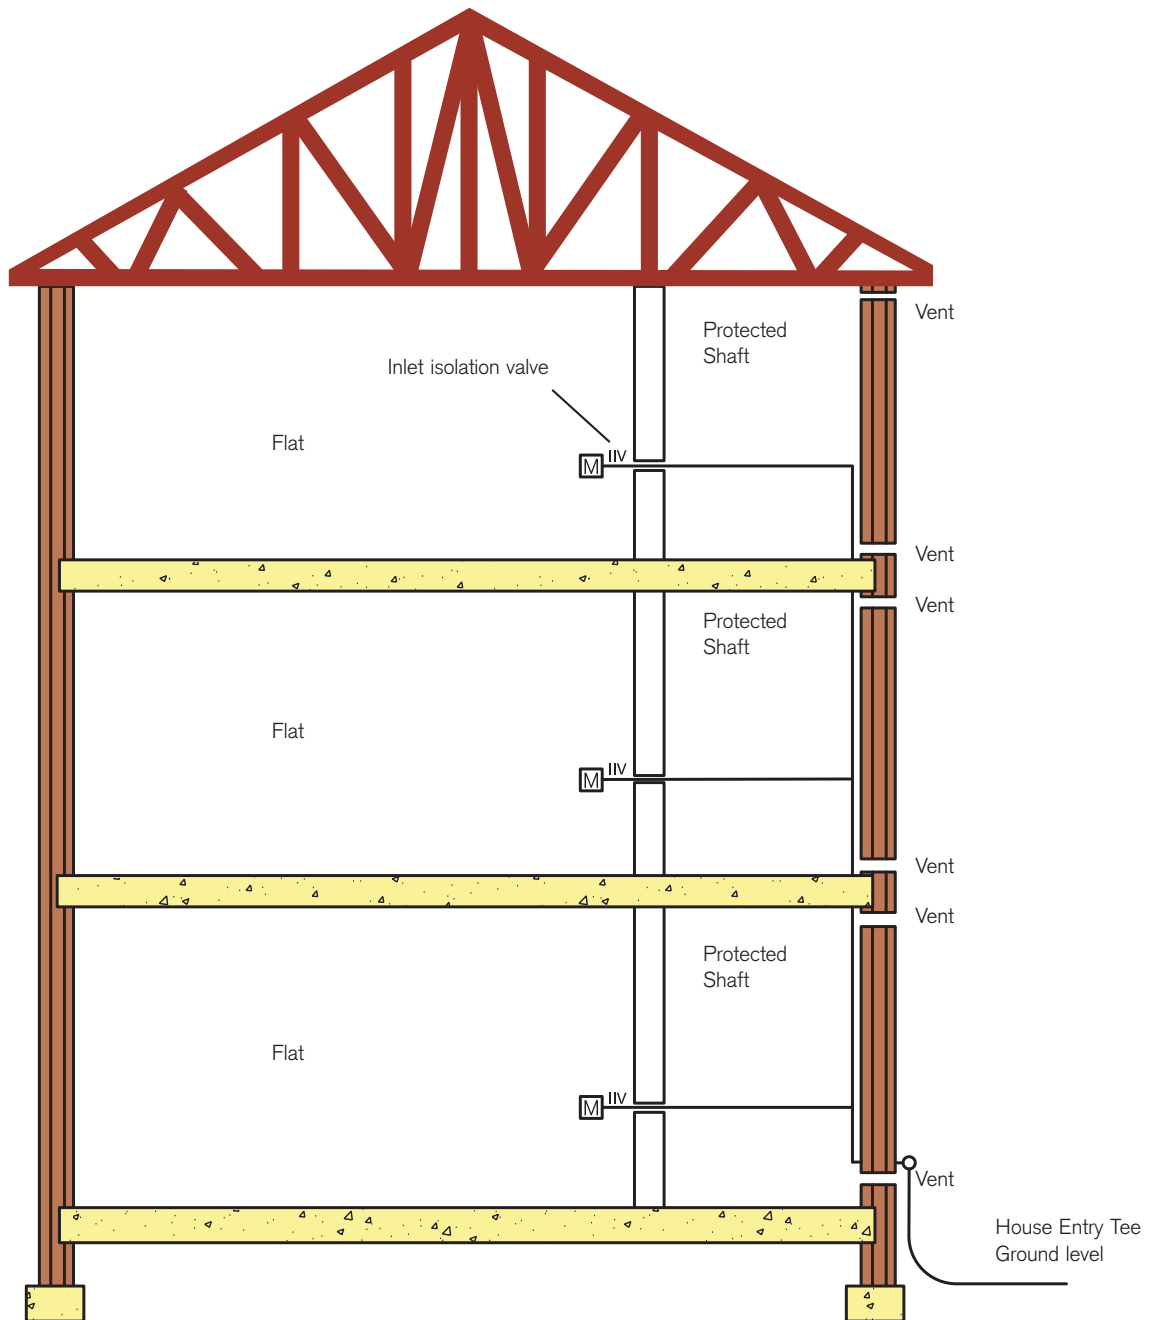 Vent
Protected
Shaft
Inlet isolation valve
Flat
IIV
M
Vent
Vent
Protected
Shaft
Flat
IIV
M
Vent
Vent
Protected
Shaft
Flat
IIV
M
Vent
House Entry Tee
Ground level